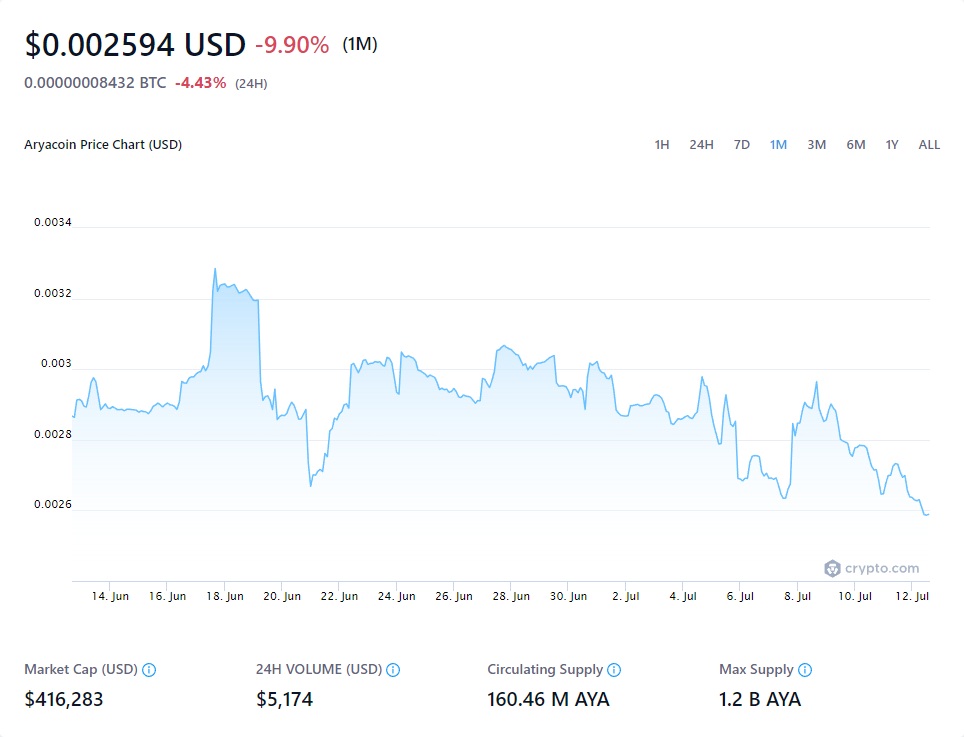 $0.002594 USD -9.90% (1M)
0.00000008432 BTC -4.43% (24H)
Aryacoin Price Chart (USD) 1H 24H 7D 1M 3M 6M 1Y ALL
0.0034
0.0032
0.003
0.0028
0.0026
crypto.com
14. Jun 16. Jun 18. Jun 20. Jun 22. Jun 24. Jun 26. Jun 28. Jun 30. Jun 2. Jul 4. Jul 6. Jul 8. Jul 10. Jul 12. Jul
Market Cap (USD) 24H VOLUME (USD) Circulating Supply Max Supply
$416,283 $5,174 160.46 M AYA 1.2 B AYA